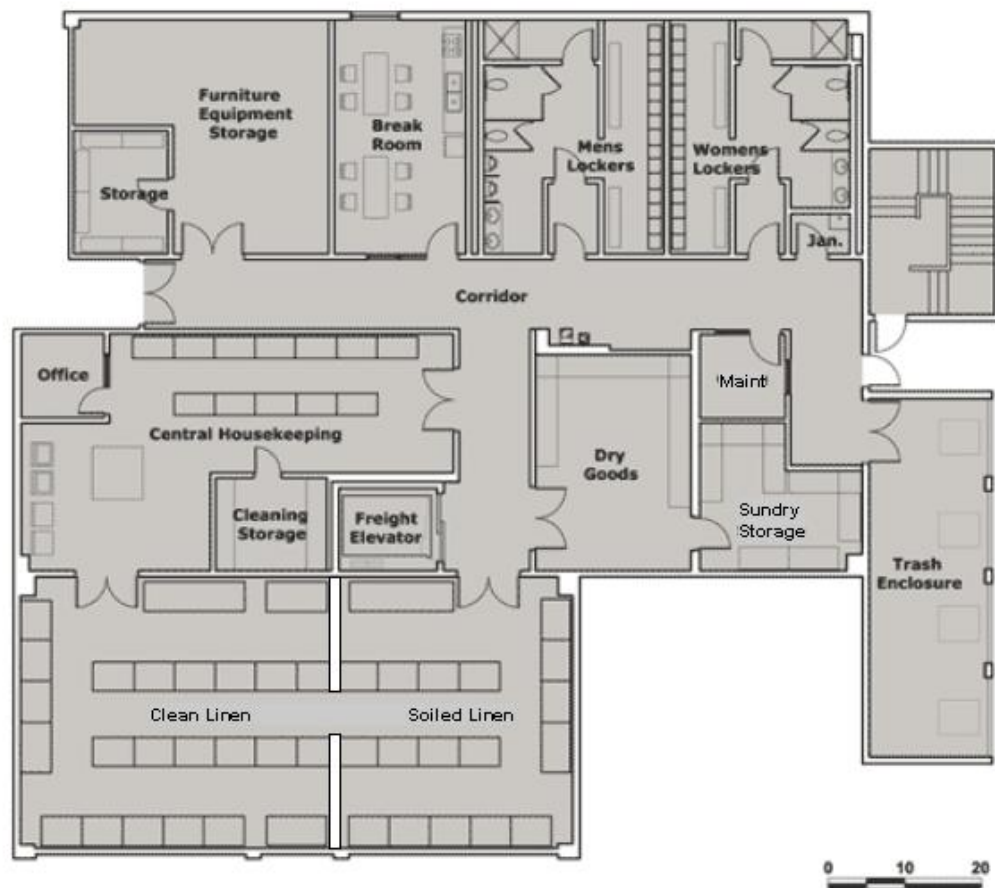 Furniture
Equipment
Storage
Break
Room
Mens
Lockers
Womens
Lockers
Storage
Jan.
Corridor
Office
Maint
Central Housekeeping
Dry
Goods
Cleaning
Storage
Freight
Elevator
Sundry
Storage
Trash
Enclosure
Clean Linen
Soiled Linen
0 10 20